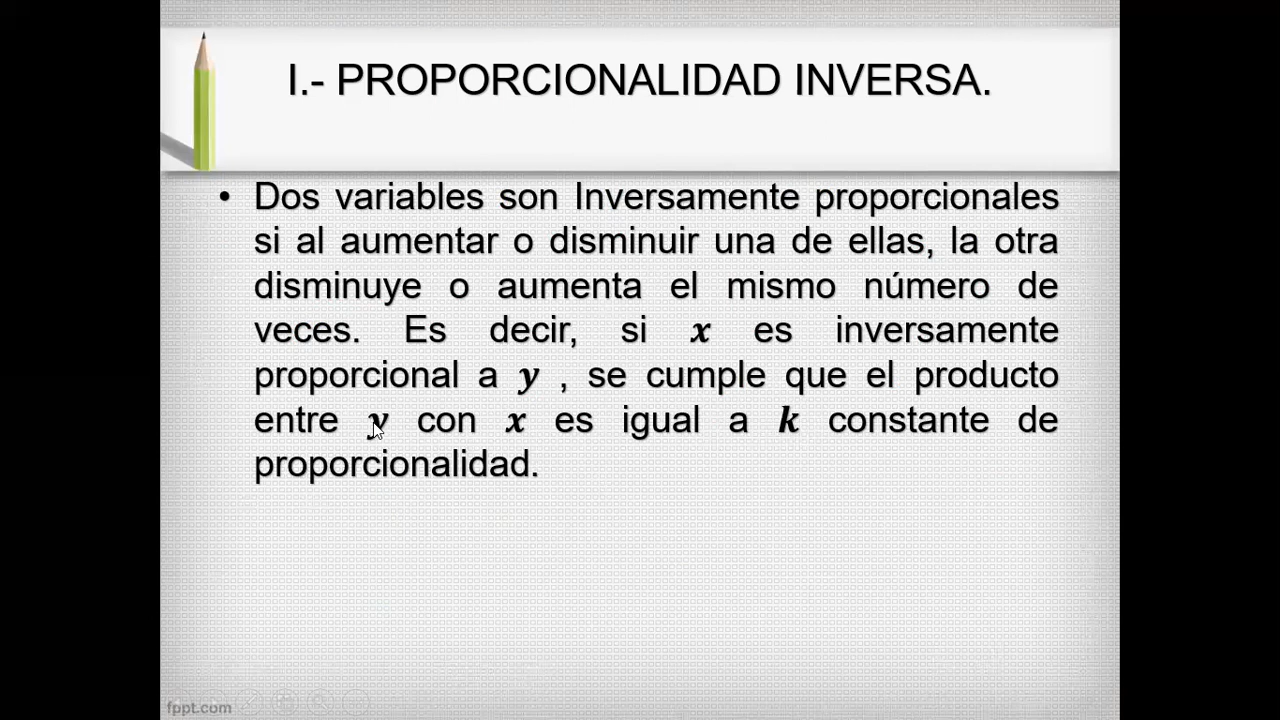 I.- PROPORCIONALIDAD INVERSA.
• Dos variables son Inversamente proporcionales
si al aumentar o disminuir una de ellas, la otra
disminuye o aumenta el mismo número de
veces. Es decir, si x es inversamente
proporcional a y , se cumple que el producto
entre y con x es igual a k constante de
proporcionalidad.
fppt.com